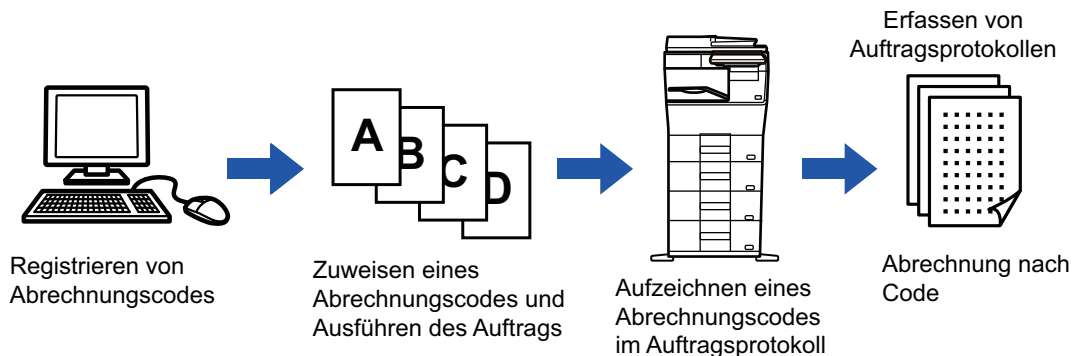 Registrieren von
Abrechnungscodes
A
B
C
D
Zuweisen eines
Abrechnungscodes und
Ausführen des Auftrags
Aufzeichnen eines
Abrechnungscodes
im Auftragsprotokoll
Erfassen von
Auftragsprotokollen
Abrechnung nach
Code